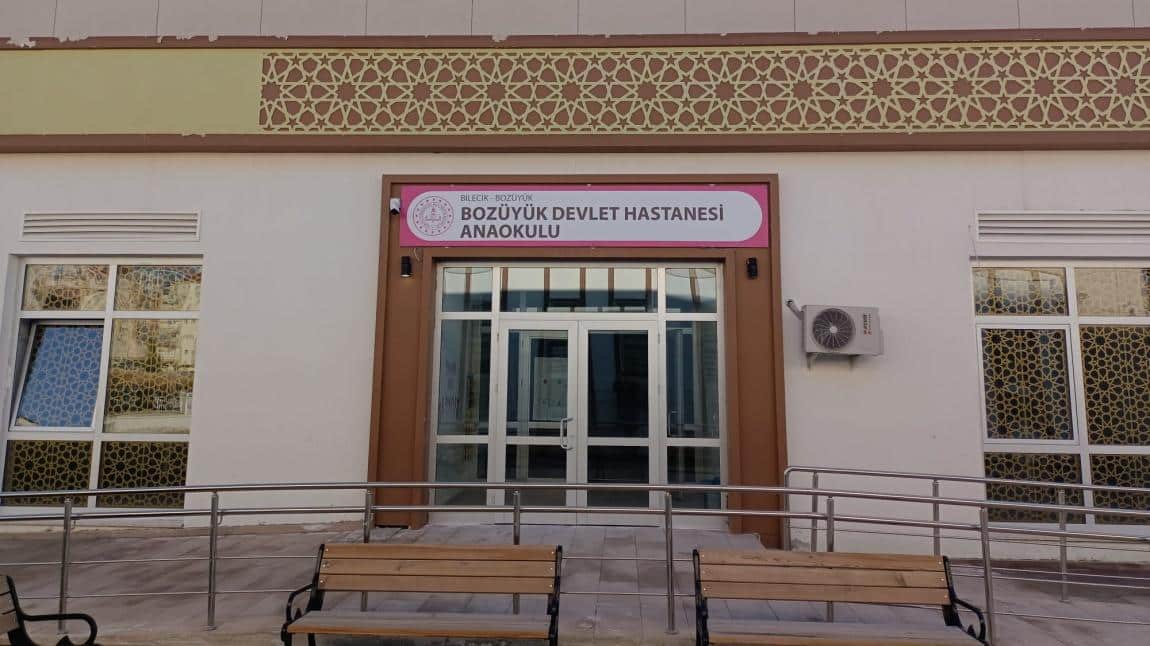 BİLECİK - BOZÜYÜK
BOZÜYÜK DEVLET HASTANESİ
ANAOKULU